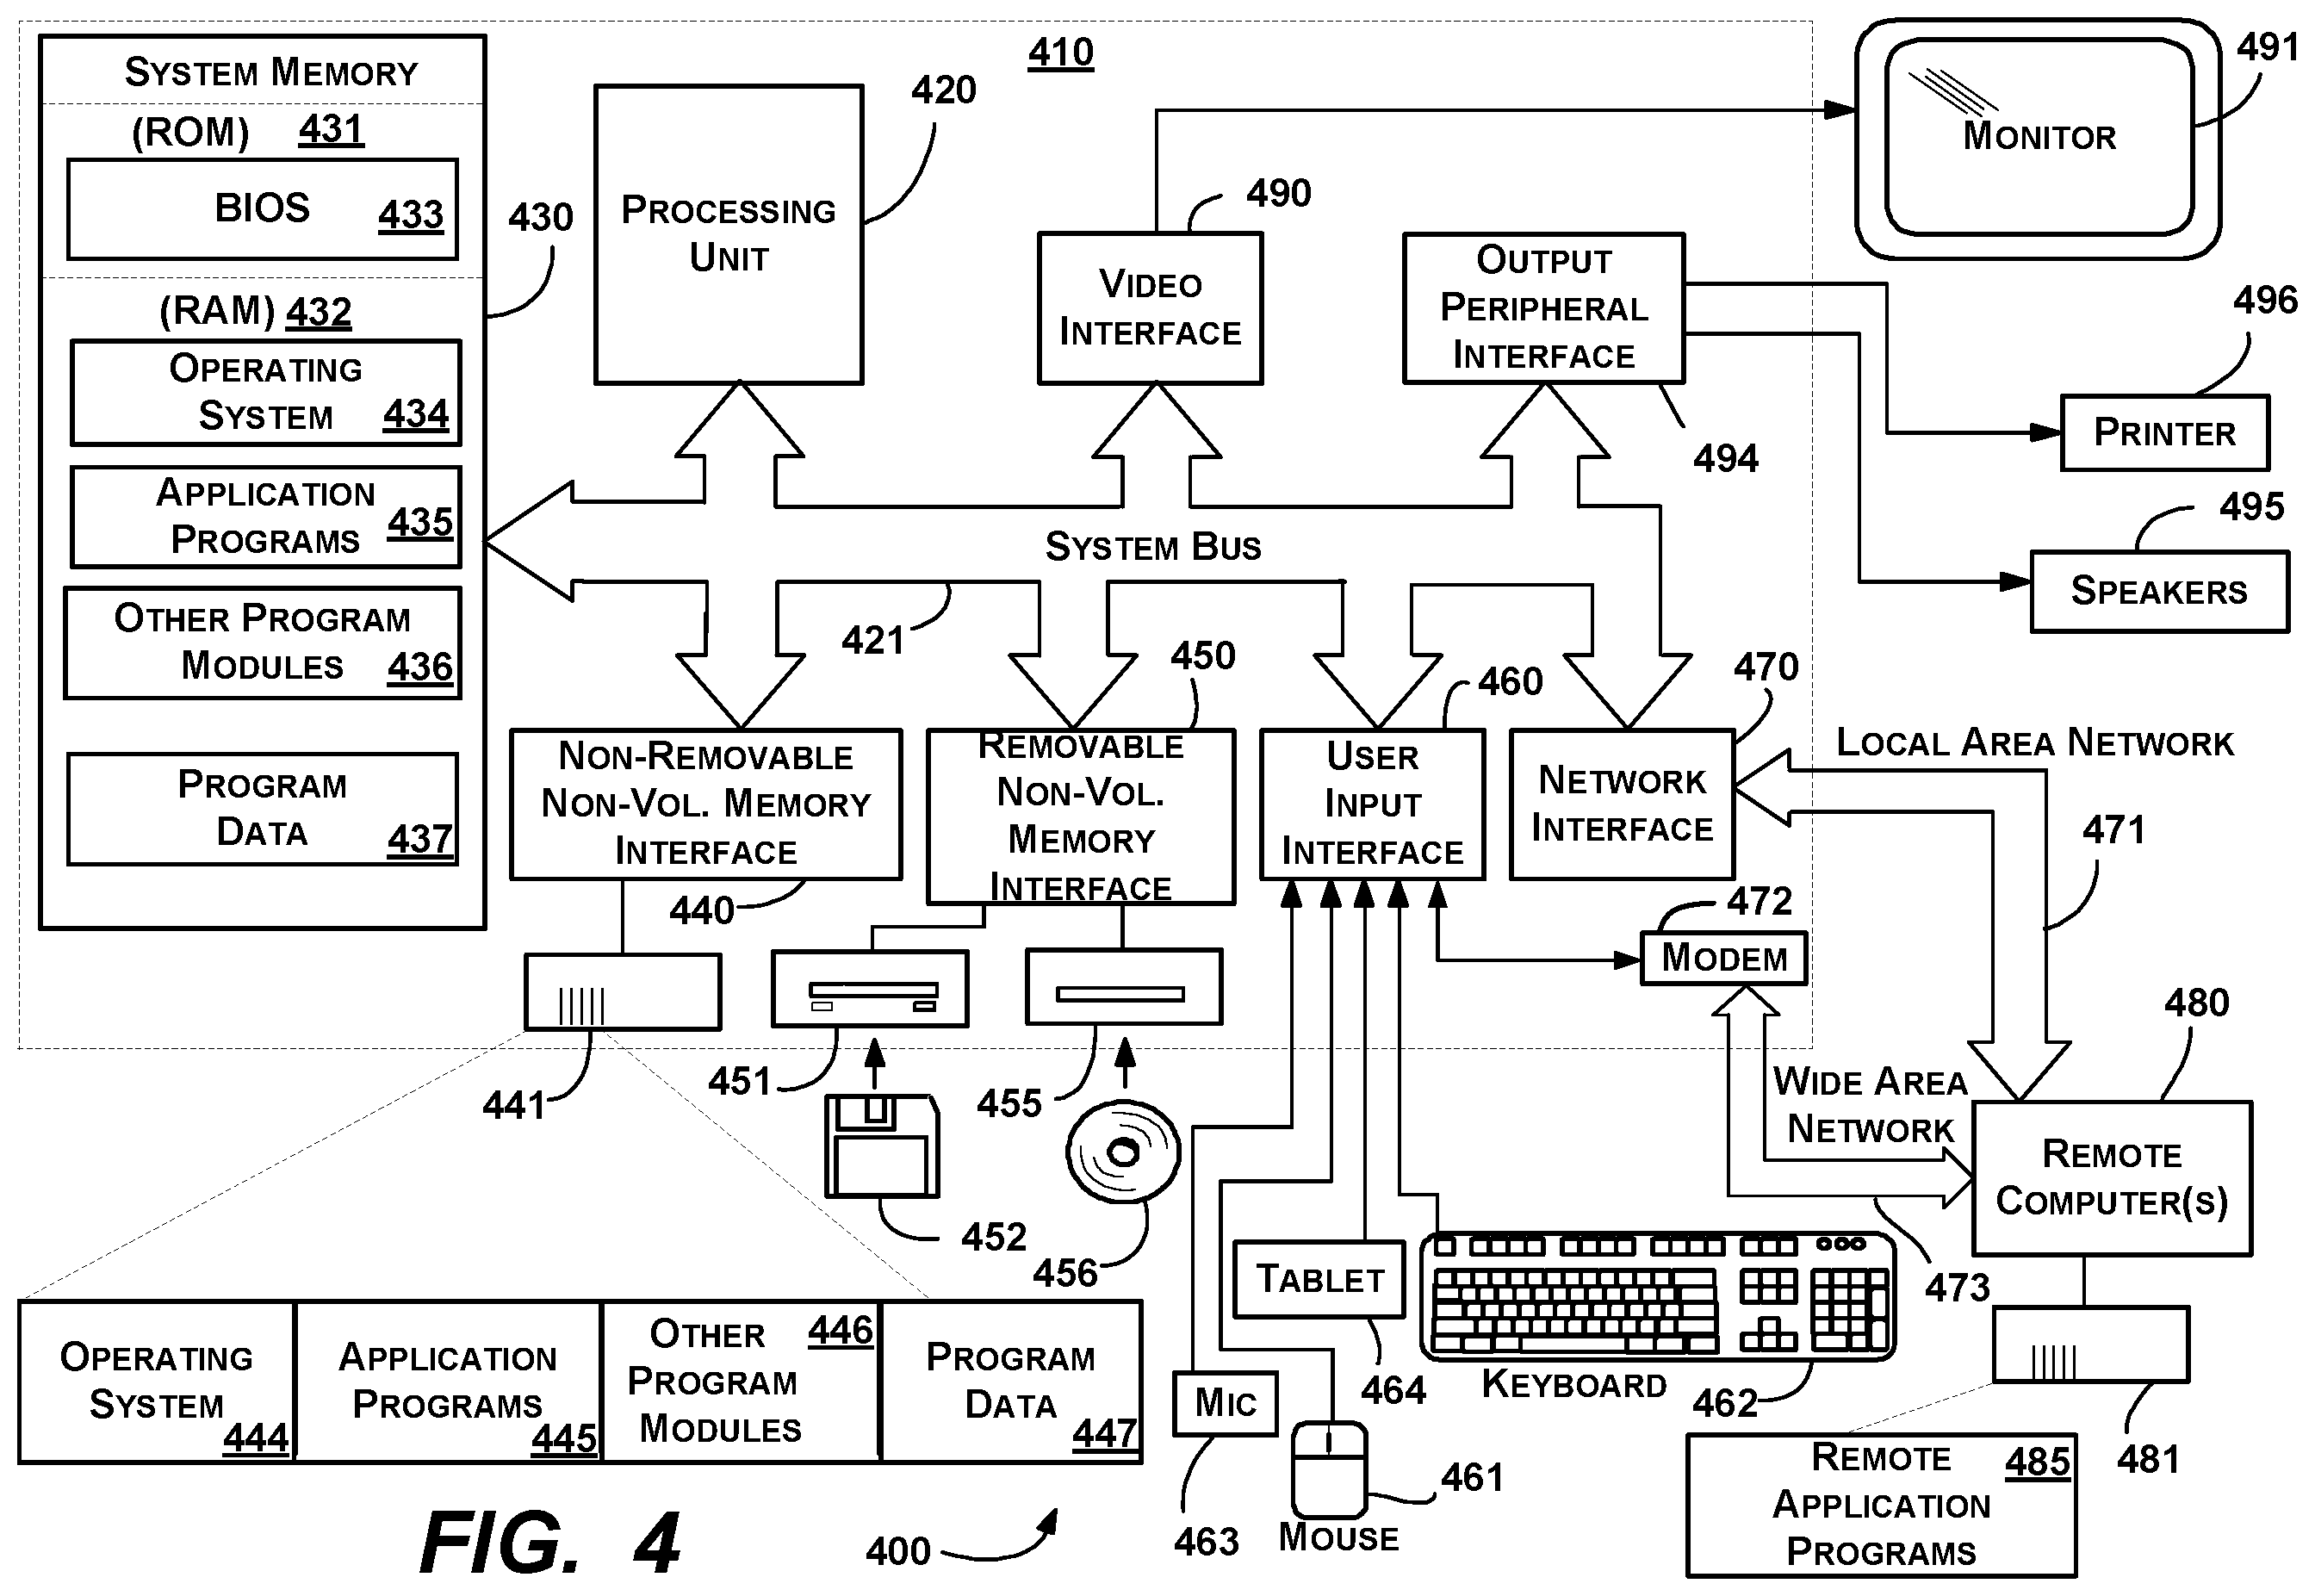 410
SYSTEM MEMORY
(ROM) 431
BIOS 433
430
(RAM) 432
OPERATING
SYSTEM 434
APPLICATION
PROGRAMS 435
OTHER PROGRAM
MODULES 436
PROGRAM
DATA 437
420
PROCESSING
UNIT
490
VIDEO
INTERFACE
OUTPUT
PERIPHERAL
INTERFACE
494
491
MONITOR
496
PRINTER
495
SPEAKERS
SYSTEM BUS
421
NON-REMOVABLE
NON-VOL. MEMORY
INTERFACE
440
450
REMOVABLE
NON-VOL.
MEMORY
INTERFACE
460
USER
INPUT
INTERFACE
470
NETWORK
INTERFACE
LOCAL AREA NETWORK
471
472
MODEM
441
451
452
455
456
480
WIDE AREA
NETWORK
REMOTE
COMPUTER(S)
473
481
TABLET
464
KEYBOARD
462
MIC
463
461
MOUSE
OPERATING
SYSTEM
444
APPLICATION
PROGRAMS
445
OTHER
PROGRAM
MODULES
446
PROGRAM
DATA
447
REMOTE
APPLICATION
PROGRAMS
485
FIG. 4
400